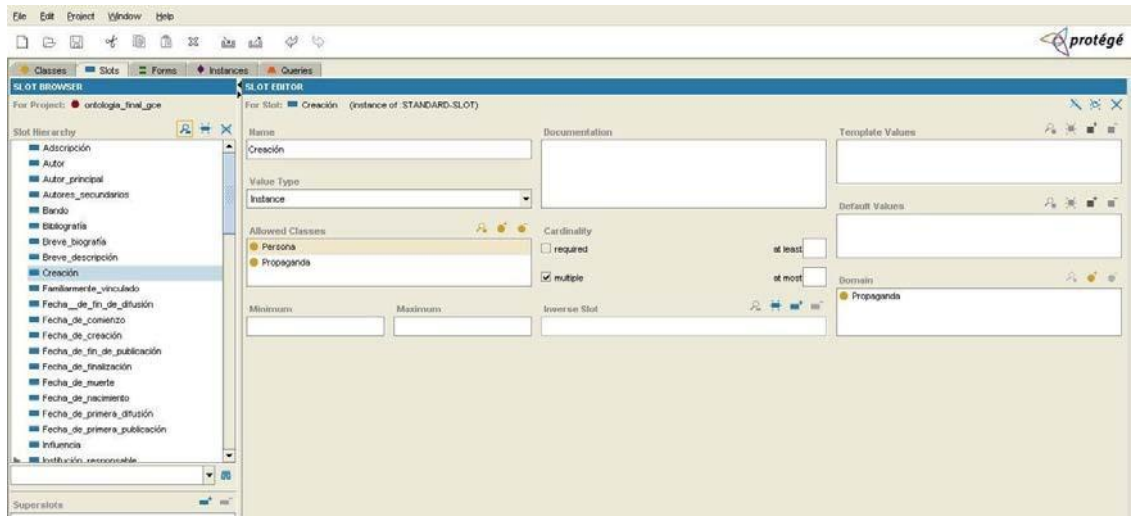 File Edit Project Window Help
protégé
Classes Slots Forms Instances Queries
SLOT BROWSER
SLOT EDITOR
For Project: ontologia_final_gce
For Slot: Creación (instance of :STANDARD-SLOT)
Slot Hierarchy
Adscripción
Autor
Autor_principal
Autores_secundarios
Bando
Bibliografía
Breve_biografía
Breve_descripción
Creación
Familiarmente_vinculado
Fecha__de_fin_de_difusión
Fecha_de_comienzo
Fecha_de_creación
Fecha_de_fin_de_publicación
Fecha_de_finalización
Fecha_de_muerte
Fecha_de_nacimiento
Fecha_de_primera_difusión
Fecha_de_primera_publicación
Influencia
Institución_responsable
Superslots
Name
Creación
Value Type
Instance
Allowed Classes
Persona
Propaganda
Minimum
Maximum
Documentation
Cardinality
required at least
multiple at most
Inverse Slot
Template Values
Default Values
Domain
Propaganda